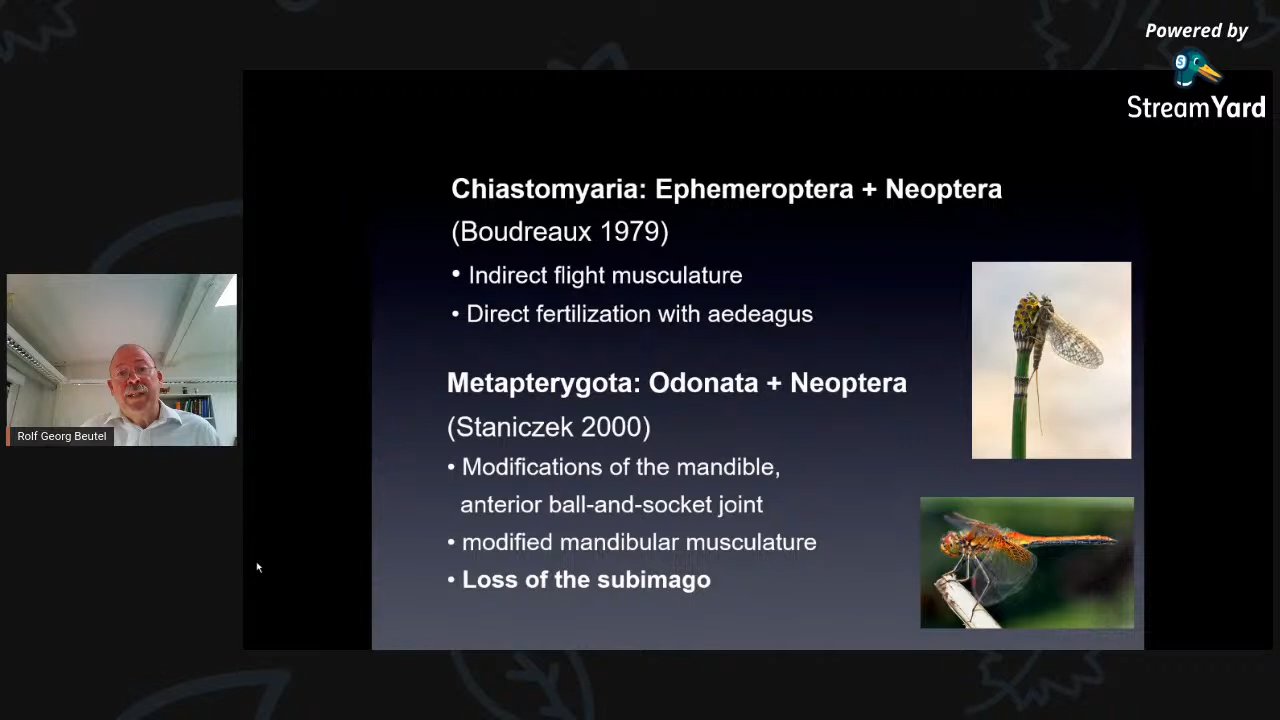 Powered by
StreamYard
Chiastomyaria: Ephemeroptera + Neoptera
(Boudreaux 1979)
• Indirect flight musculature
• Direct fertilization with aedeagus
Metapterygota: Odonata + Neoptera
(Staniczek 2000)
• Modifications of the mandible,
anterior ball-and-socket joint
• modified mandibular musculature
• Loss of the subimago
Rolf Georg Beutel